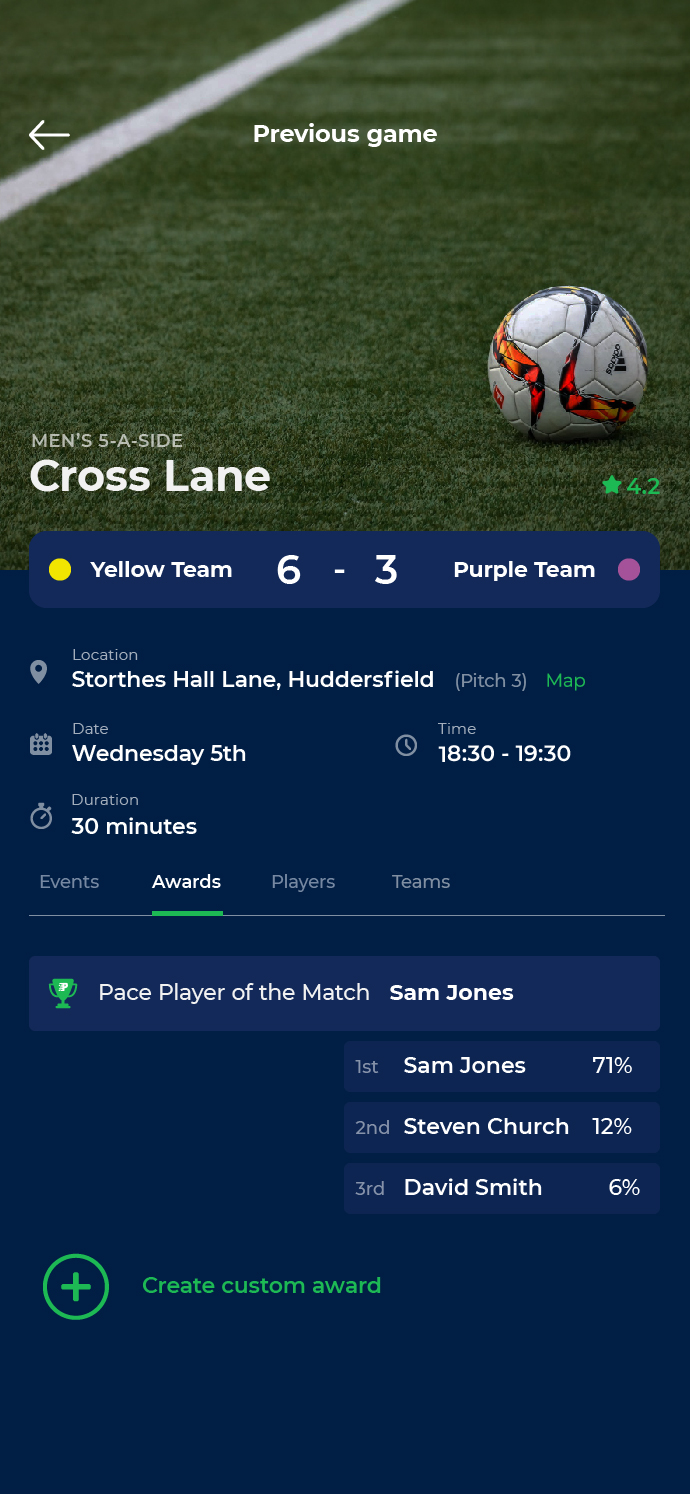 Previous game
MEN'S 5-A-SIDE
Cross Lane
4.2
Yellow Team 6 - 3 Purple Team
Location
Storthes Hall Lane, Huddersfield (Pitch 3) Map
Date
Wednesday 5th
Time
18:30 - 19:30
Duration
30 minutes
Events Awards Players Teams
Pace Player of the Match Sam Jones
1st Sam Jones 71%
2nd Steven Church 12%
3rd David Smith 6%
Create custom award